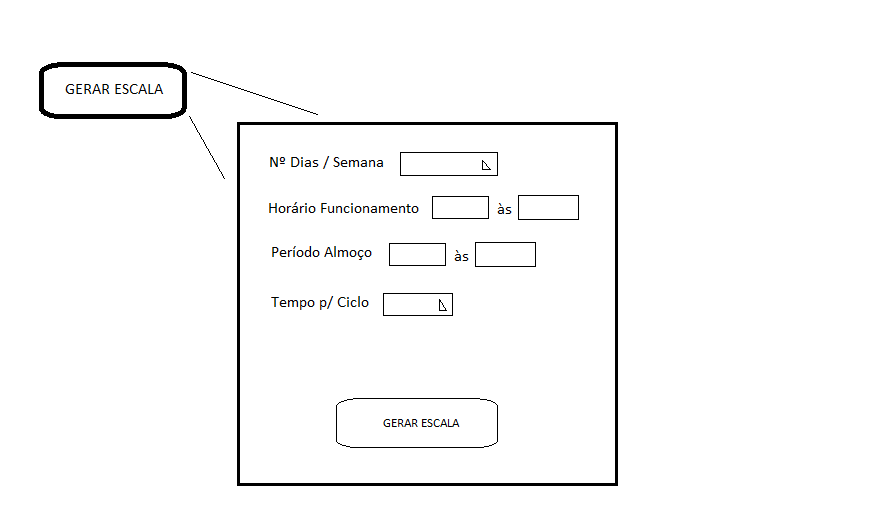 GERAR ESCALA
Nº Dias / Semana
Horário Funcionamento às
Período Almoço às
Tempo p/ Ciclo
GERAR ESCALA